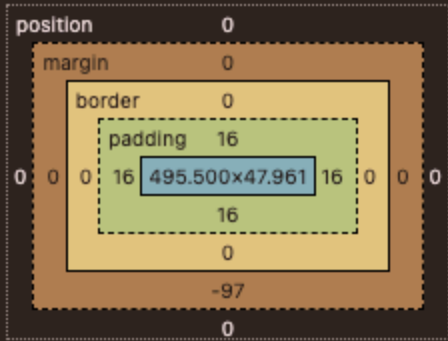 position 0
margin 0
border 0
padding 16
0 0 0 16 495.500×47.961 16 0 0 0
16
0
-97
0